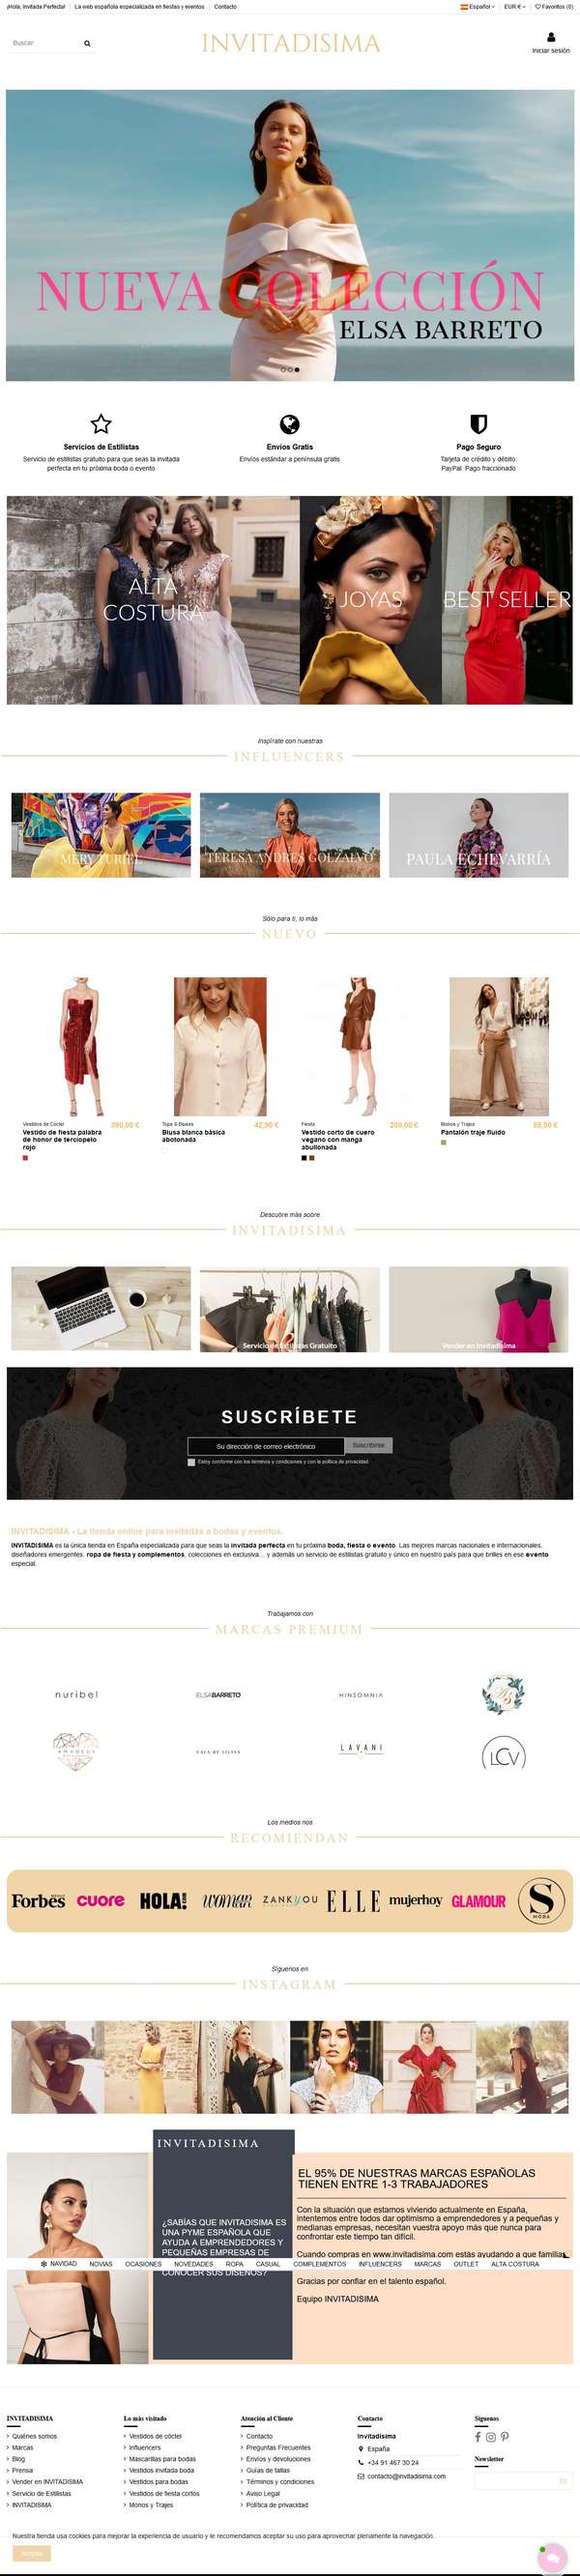 ¡Hola, Invitada Perfecta!
La web española especializada en fiestas y eventos
Contacto
Español
EUR €
Favoritos (0)
Buscar
INVITADISIMA
Iniciar sesión
NUEVA COLECCIÓN
ELSA BARRETO
Servicios de Estilistas
Servicio de estilistas gratuito para que seas la invitada
perfecta en tu próxima boda o evento
Envíos Gratis
Envíos estándar a península gratis
Pago Seguro
Tarjeta de crédito y débito.
PayPal. Pago fraccionado
ALTA
COSTURA
JOYAS
BEST SELLER
Inspírate con nuestras
INFLUENCERS
MERY TURIEL
TERESA ANDRES GOLZALVO
PAULA ECHEVARRÍA
Sólo para ti, lo más
NUEVO
Vestidos de Cóctel
390,00 €
Vestido de fiesta palabra
de honor de terciopelo
rojo
Tops & Blusas
42,90 €
Blusa blanca básica
abotonada
Fiesta
200,00 €
Vestido corto de cuero
vegano con manga
abullonada
Monos y Trajes
59,90 €
Pantalón traje fluido
Descubre más sobre
INVITADISIMA
Blog
Servicio de Estilistas Gratuito
Vender en Invitadisima
SUSCRÍBETE
Su dirección de correo electrónico
Suscribirse
Estoy conforme con los términos y condiciones y con la política de privacidad.
INVITADISIMA - La tienda online para invitadas a bodas y eventos.
INVITADISIMA es la única tienda en España especializada para que seas la invitada perfecta en tu próxima boda, fiesta o evento. Las mejores marcas nacionales e internacionales,
diseñadores emergentes, ropa de fiesta y complementos, colecciones en exclusiva... y además un servicio de estilistas gratuito y único en nuestro país para que brilles en ese evento
especial.
Trabajamos con
MARCAS PREMIUM
nuribel
ELSABARRETO
HINSOMNIA
AMADEUS
CALA DE LILIAS
LAVANI
LCV
Los medios nos
RECOMIENDAN
Forbes
cuore
¡HOLA!
woman
ZANKYOU
ELLE
mujerhoy
GLAMOUR
S
MODA
Síguenos en
INSTAGRAM
INVITADISIMA
¿SABÍAS QUE INVITADISIMA ES
UNA PYME ESPAÑOLA QUE
AYUDA A EMPRENDEDORES Y
PEQUEÑAS EMPRESAS DE
CONOCER SUS DISEÑOS?
EL 95% DE NUESTRAS MARCAS ESPAÑOLAS
TIENEN ENTRE 1-3 TRABAJADORES
Con la situación que estamos viviendo actualmente en España,
intentemos entre todos dar optimismo a emprendedores y a pequeñas y
medianas empresas, necesitan vuestra apoyo más que nunca para
confrontar este tiempo tan difícil.
Cuando compras en www.invitadisima.com estás ayudando a que familias
NAVIDAD
NOVIAS
OCASIONES
NOVEDADES
ROPA
CASUAL
COMPLEMENTOS
INFLUENCERS
MARCAS
OUTLET
ALTA COSTURA
Gracias por confiar en el talento español.
Equipo INVITADISIMA
INVITADISIMA
Quiénes somos
Marcas
Blog
Prensa
Vender en INVITADISIMA
Servicio de Estilistas
INVITADISIMA
Lo más visitado
Vestidos de cóctel
Influencers
Mascarillas para bodas
Vestidos invitada boda
Vestidos para bodas
Vestidos de fiesta cortos
Monos y Trajes
Atención al Cliente
Contacto
Preguntas Frecuentes
Envíos y devoluciones
Guías de tallas
Términos y condiciones
Aviso Legal
Política de privacidad
Contacto
Invitadisima
España
+34 91 467 30 24
contacto@invitadisima.com
Síguenos
Newsletter
Nuestra tienda usa cookies para mejorar la experiencia de usuario y le recomendamos aceptar su uso para aprovechar plenamente la navegación.
Aceptar